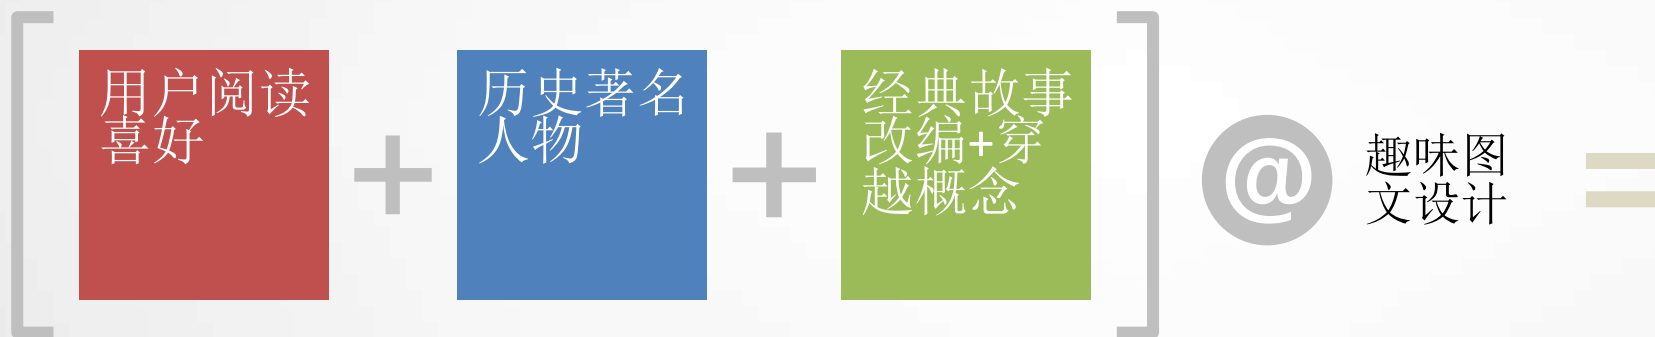 用户阅读
喜好
+
历史著名
人物
+
经典故事
改编+穿
越概念
@
趣味图
文设计
=